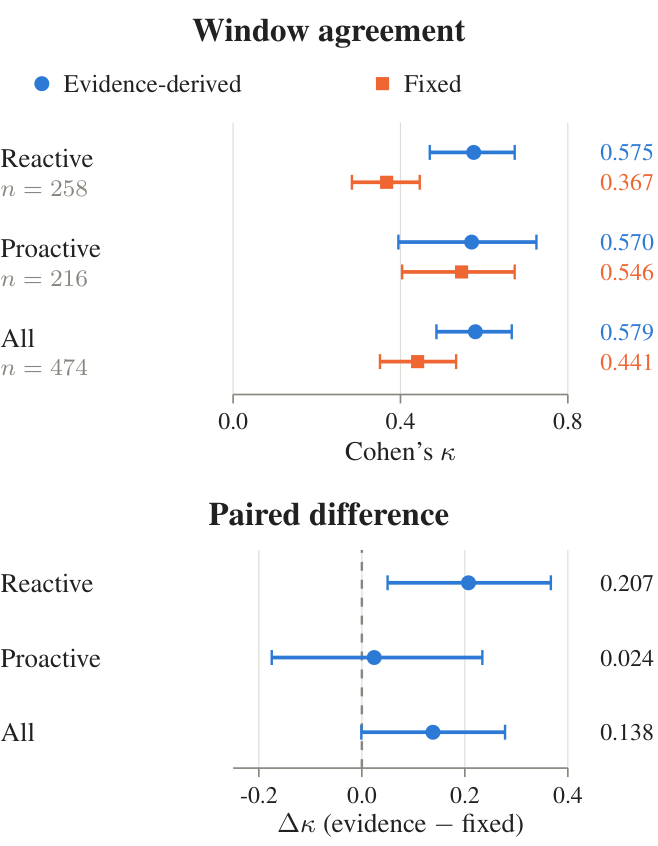 Window agreement
Evidence-derived Fixed
Reactive 0.575
n = 258 0.367
Proactive 0.570
n = 216 0.546
All 0.579
n = 474 0.441
0.0 0.4 0.8
Cohen's κ
Paired difference
Reactive 0.207
Proactive 0.024
All 0.138
-0.2 0.0 0.2 0.4
Δκ (evidence − fixed)